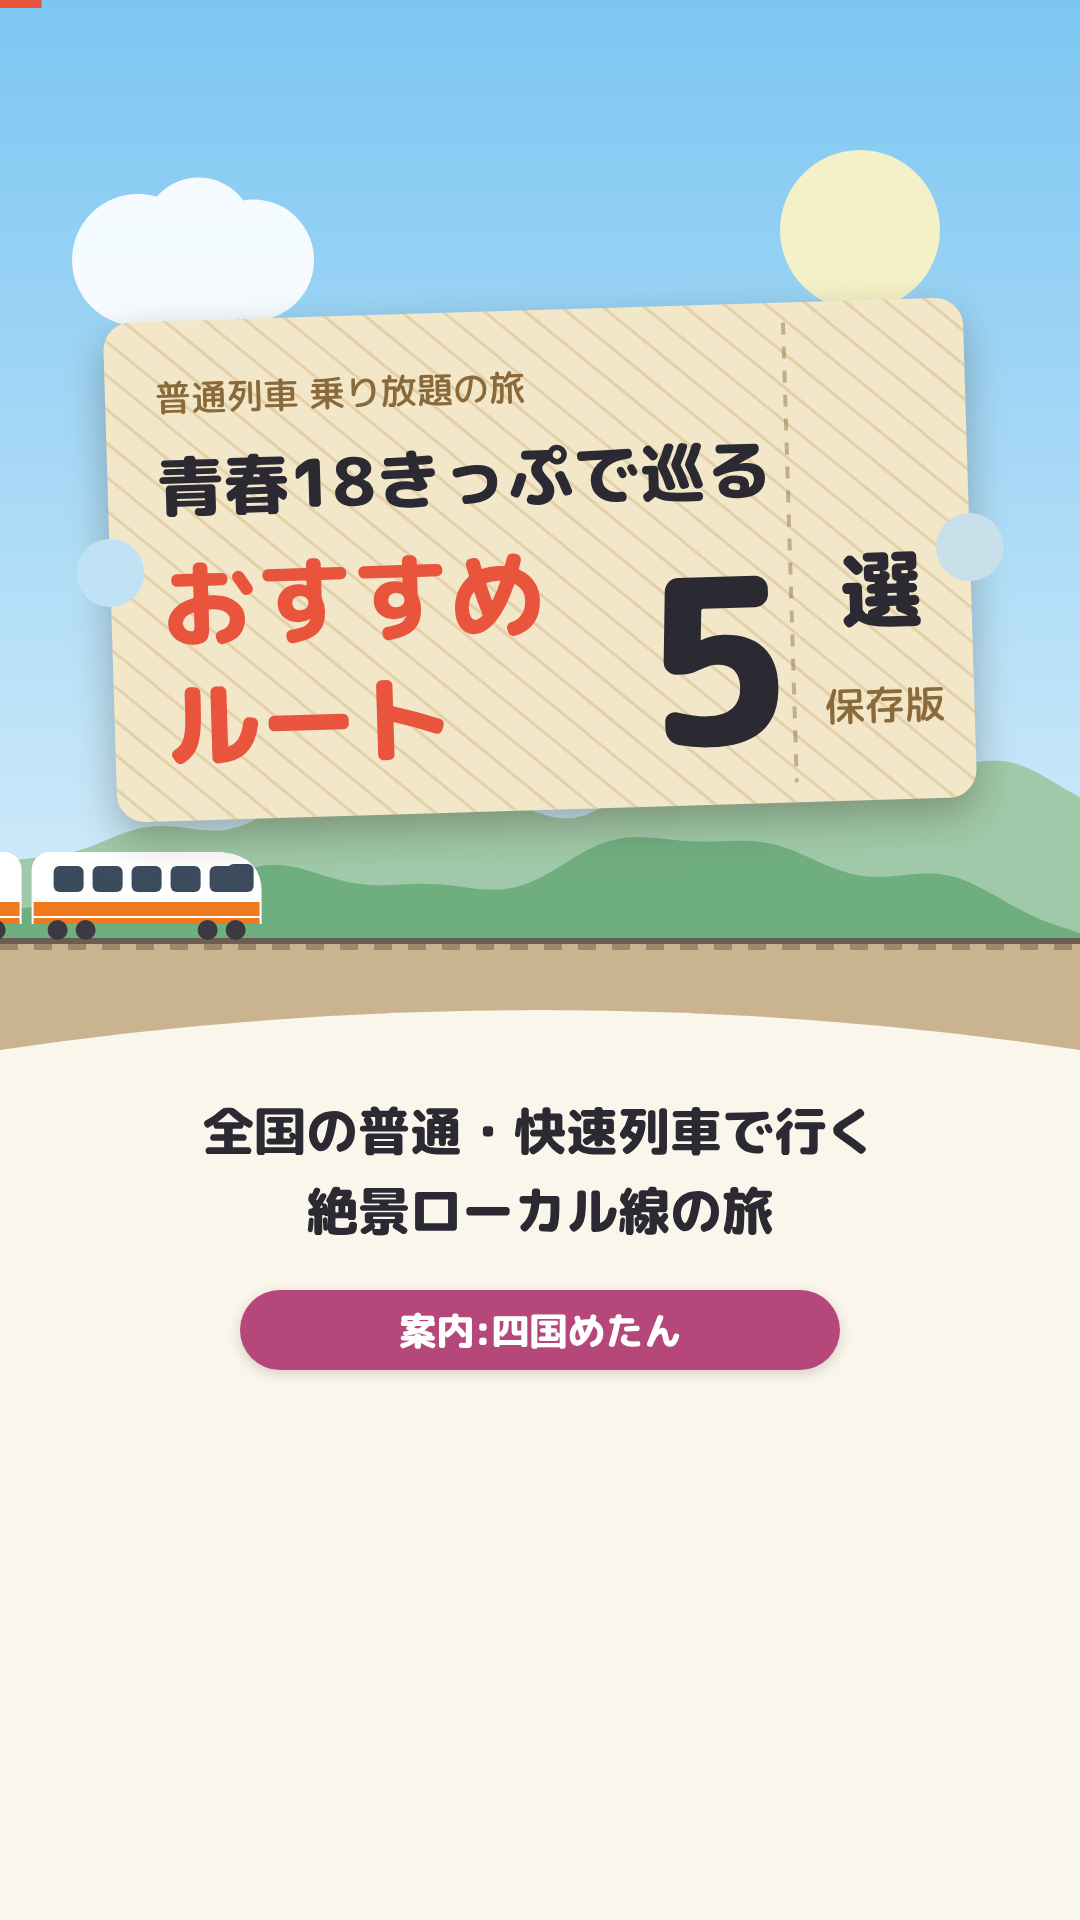 普通列車 乗り放題の旅
青春18きっぷで巡る
おすすめ
ルート
5
選
保存版
全国の普通・快速列車で行く
絶景ローカル線の旅
案内:四国めたん